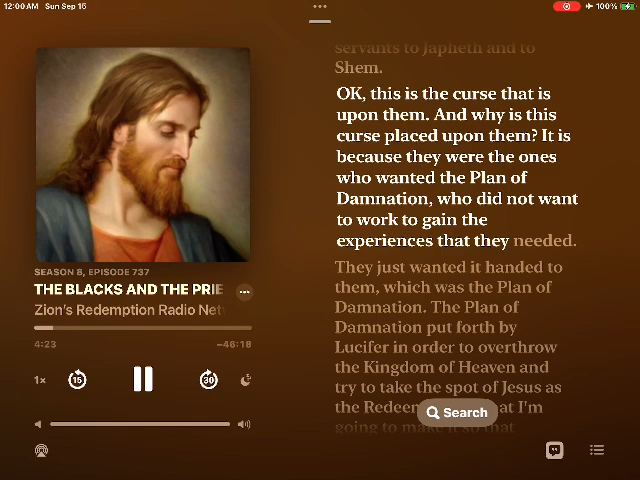 12:00 AM Sun Sep 15
100%
servants to Japheth and to
Shem.
OK, this is the curse that is
upon them. And why is this
curse placed upon them? It is
because they were the ones
who wanted the Plan of
Damnation, who did not want
to work to gain the
experiences that they needed.
They just wanted it handed to
them, which was the Plan of
Damnation. The Plan of
Damnation put forth by
Lucifer in order to overthrow
the Kingdom of Heaven and
try to take the spot of Jesus as
the Redeem at I'm
going to make it so that
Search
SEASON 8, EPISODE 737
THE BLACKS AND THE PRIE
Zion's Redemption Radio Net
4:23
-46:18
1×
15
30